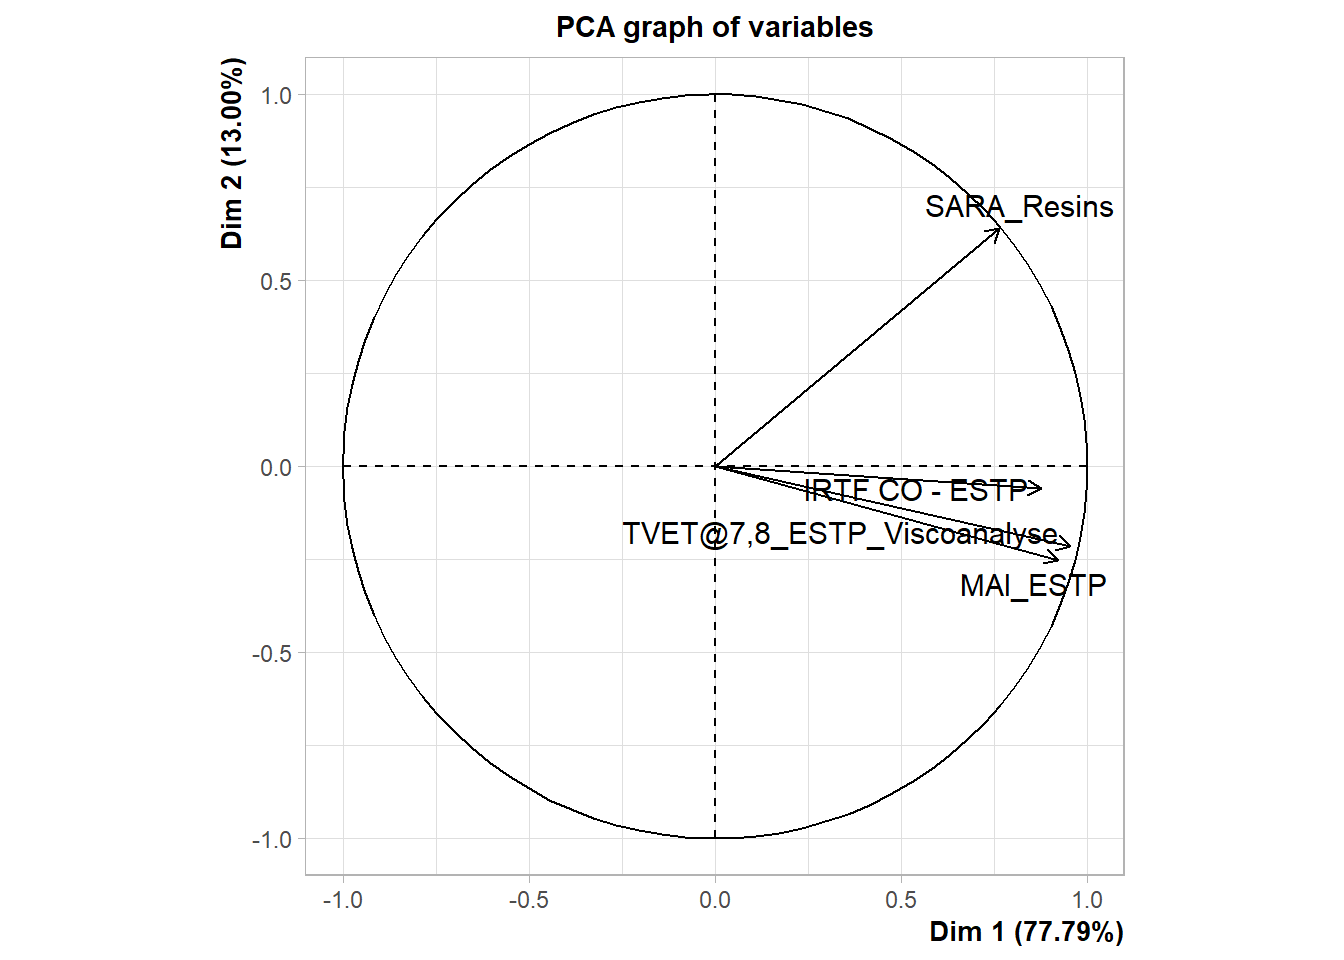 PCA graph of variables
Dim 2 (13.00%)
1.0
0.5
0.0
-0.5
-1.0
SARA_Resins
IRTF CO - ESTP
TVET@7,8_ESTP_Viscoanalyse
MAI_ESTP
-1.0
-0.5
0.0
0.5
1.0
Dim 1 (77.79%)